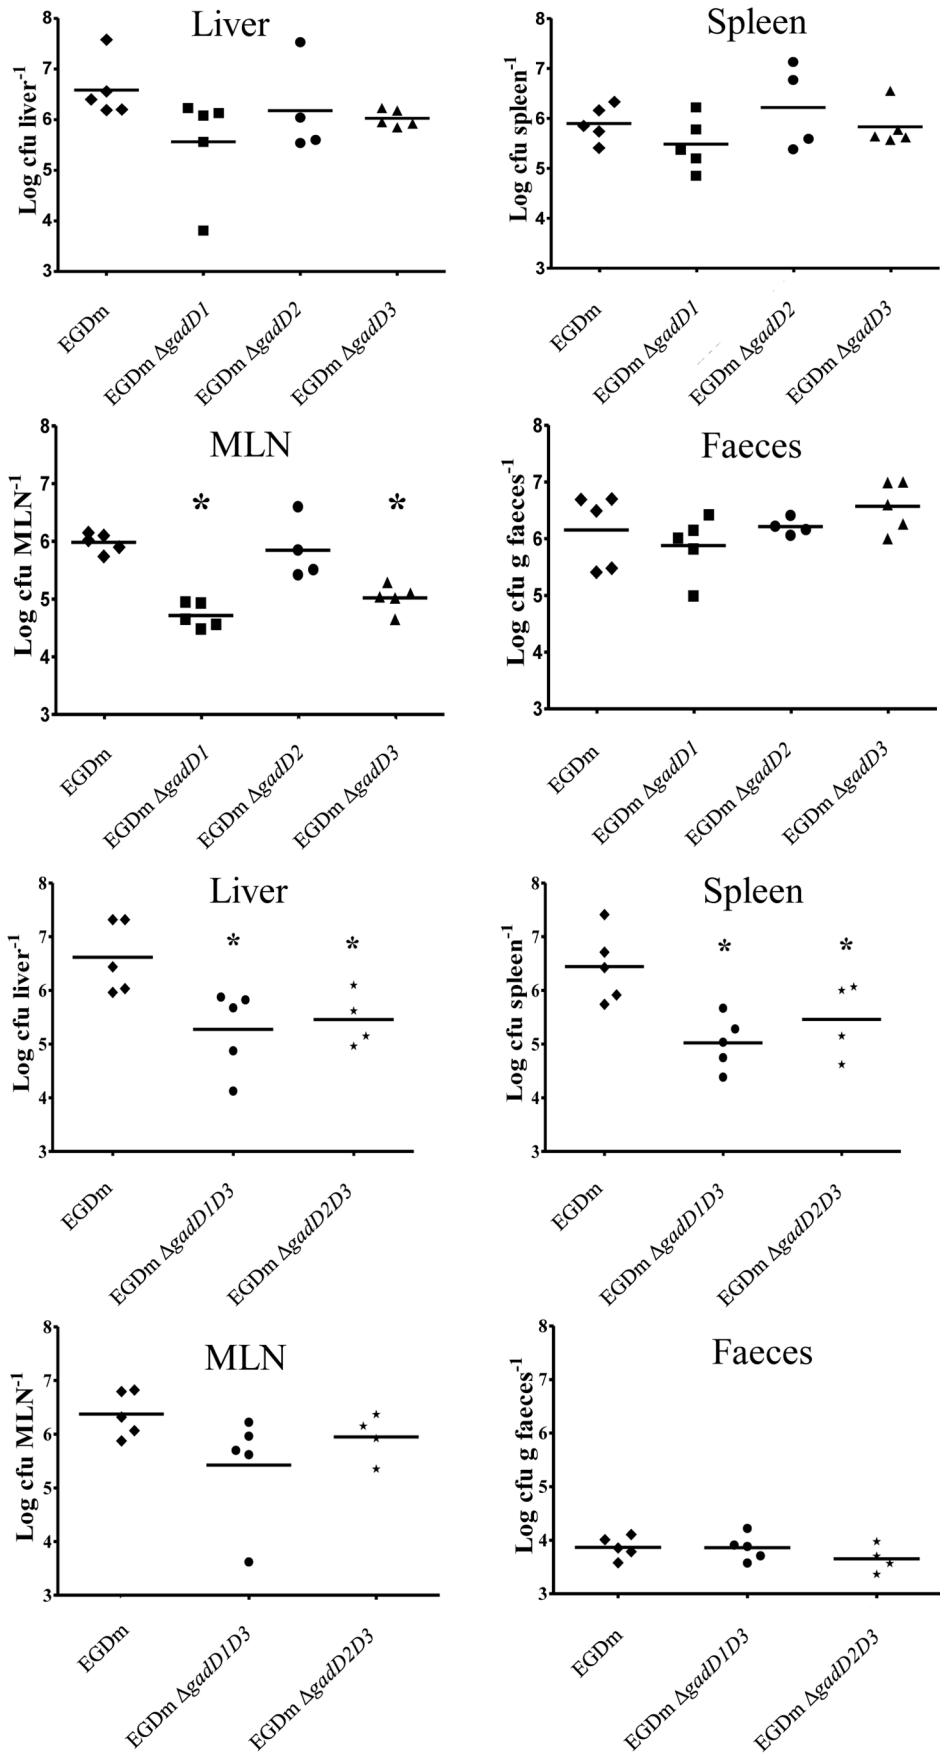 Liver
Log cfu liver⁻¹
8
7
6
5
4
3
EGDm
EGDm ΔgadD1
EGDm ΔgadD2
EGDm ΔgadD3
Spleen
Log cfu spleen⁻¹
8
7
6
5
4
3
EGDm
EGDm ΔgadD1
EGDm ΔgadD2
EGDm ΔgadD3
MLN
Log cfu MLN⁻¹
8
7
6
5
4
3
*
*
EGDm
EGDm ΔgadD1
EGDm ΔgadD2
EGDm ΔgadD3
Faeces
Log cfu g faeces⁻¹
8
7
6
5
4
3
EGDm
EGDm ΔgadD1
EGDm ΔgadD2
EGDm ΔgadD3
Liver
Log cfu liver⁻¹
8
7
6
5
4
3
*
*
EGDm
EGDm ΔgadD1D3
EGDm ΔgadD2D3
Spleen
Log cfu spleen⁻¹
8
7
6
5
4
3
*
*
EGDm
EGDm ΔgadD1D3
EGDm ΔgadD2D3
MLN
Log cfu MLN⁻¹
8
7
6
5
4
3
EGDm
EGDm ΔgadD1D3
EGDm ΔgadD2D3
Faeces
Log cfu g faeces⁻¹
8
7
6
5
4
3
EGDm
EGDm ΔgadD1D3
EGDm ΔgadD2D3